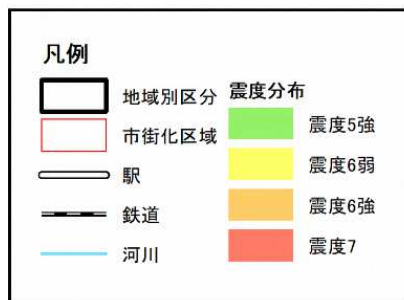 凡例
地域別区分
市街化区域
駅
鉄道
河川
震度分布
震度5強
震度6弱
震度6強
震度7